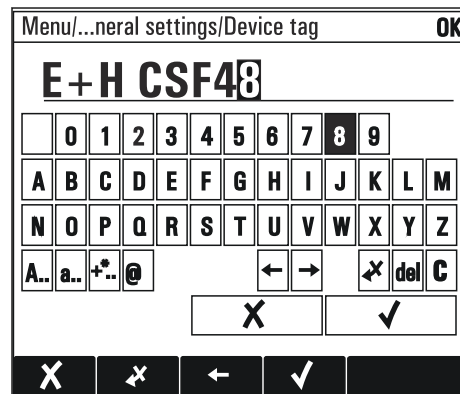 Menu/...neral settings/Device tag OK
E+H CSF48
0 1 2 3 4 5 6 7 8 9
A B C D E F G H I J K L M
N O P Q R S T U V W X Y Z
A.. a.. +*.. @ ← → del C